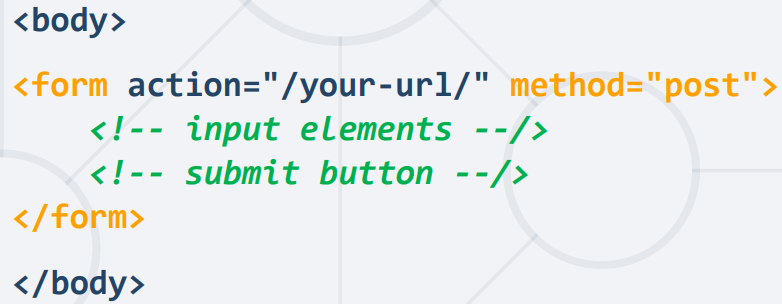 <body>
<form action="/your-url/" method="post">
<!-- input elements --/>
<!-- submit button --/>
</form>
</body>